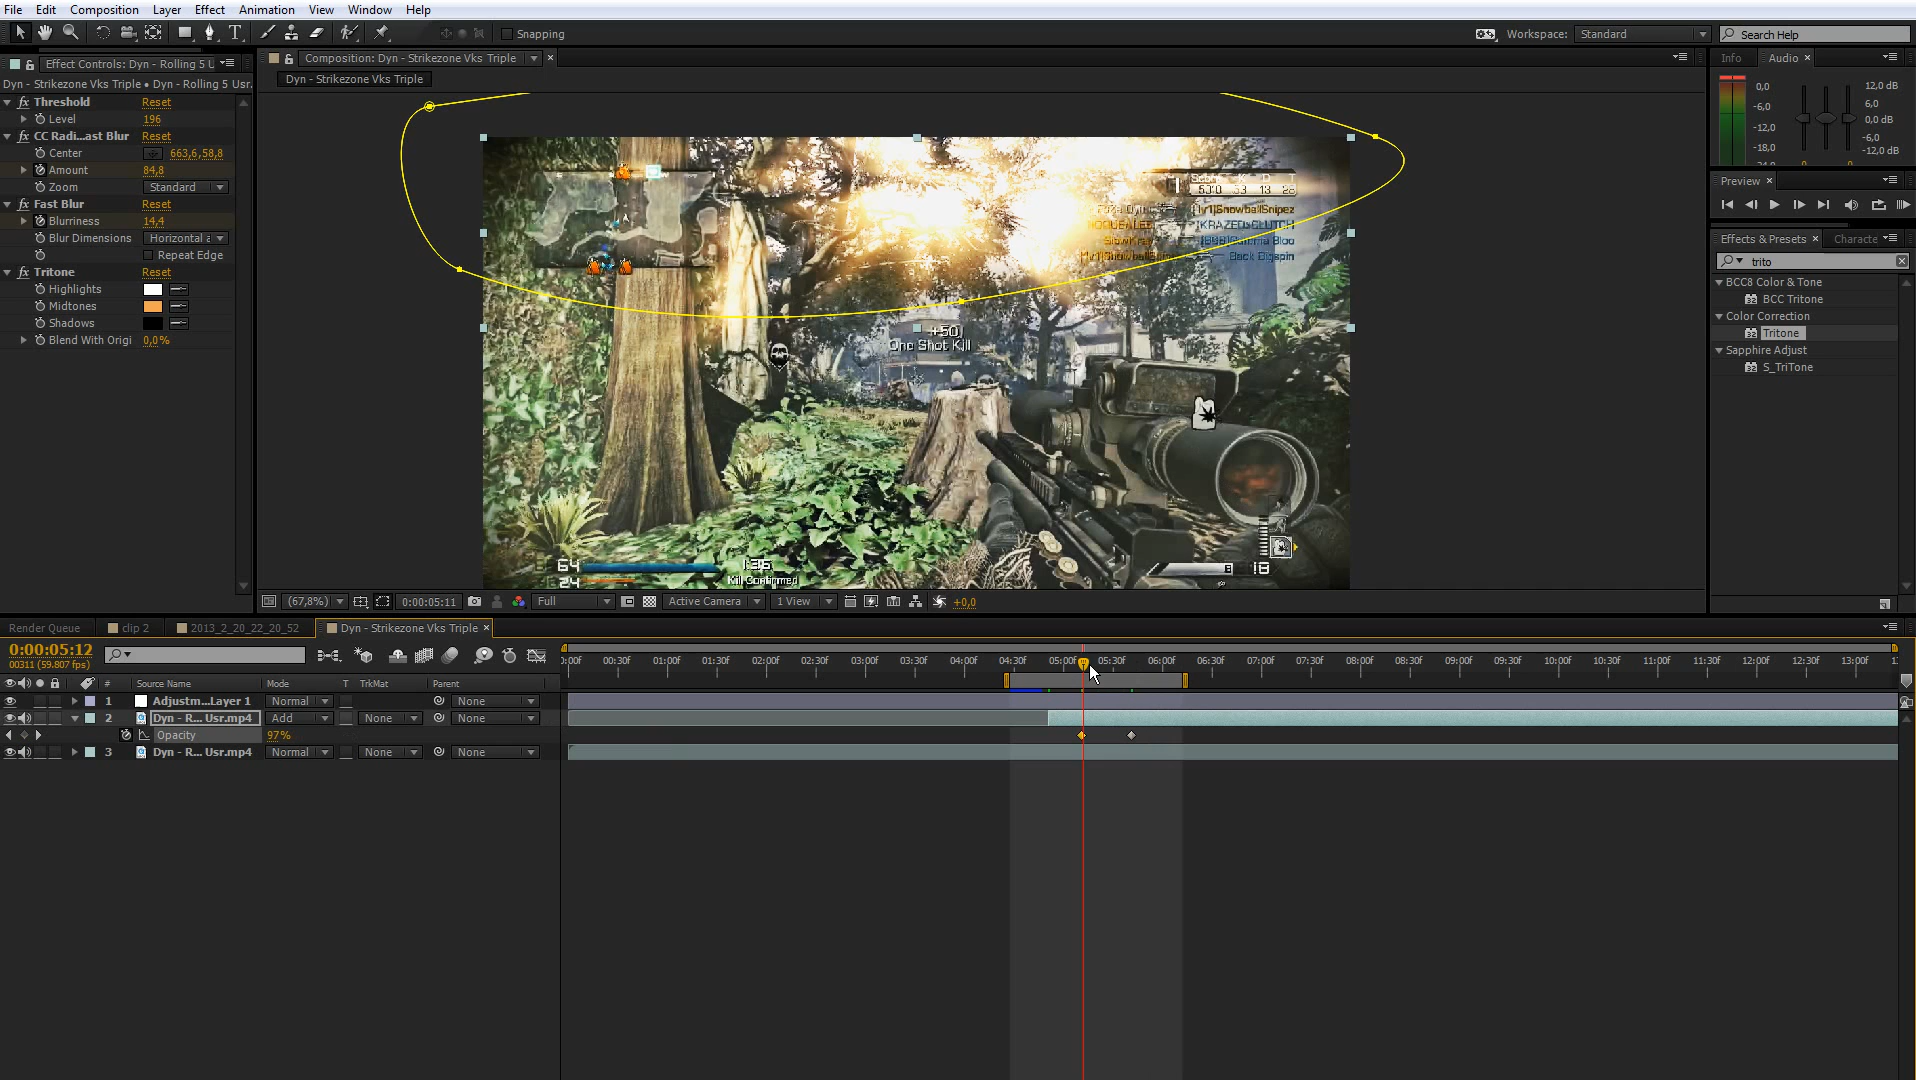 File Edit Composition Layer Effect Animation View Window Help
Snapping
Workspace: Standard
Search Help
Effect Controls: Dyn - Rolling 5 U
Composition: Dyn - Strikezone Vks Triple
Info Audio
Dyn - Strikezone Vks Triple • Dyn - Rolling 5 Usr.
Dyn - Strikezone Vks Triple
fx Threshold Reset
Level 196
fx CC Radi...ast Blur Reset
Center 663,6,58,8
Amount 84,8
Zoom Standard
fx Fast Blur Reset
Blurriness 14,4
Blur Dimensions Horizontal a
Repeat Edge
fx Tritone Reset
Highlights
Midtones
Shadows
Blend With Origi 0,0%
0,0
-6,0
-12,0
-18,0
12,0 dB
6,0
0,0 dB
-6,0
-12,0 dB
Preview
Effects & Presets Characte
trito
BCC8 Color & Tone
BCC Tritone
Color Correction
Tritone
Sapphire Adjust
S_TriTone
Score K D T
Back Bigspin
+50
One Shot Kill
64
24
136
Kill Confirmed
18
(67,8%) 0:00:05:11 Full Active Camera 1 View +0,0
Render Queue clip 2 2013_2_20_22_20_52 Dyn - Strikezone Vks Triple
0:00:05:12
00311 (59.807 fps)
:00f 00:30f 01:00f 01:30f 02:00f 02:30f 03:00f 03:30f 04:00f 04:30f 05:00f 05:30f 06:00f 06:30f 07:00f 07:30f 08:00f 08:30f 09:00f 09:30f 10:00f 10:30f 11:00f 11:30f 12:00f 12:30f 13:00f
# Source Name Mode T TrkMat Parent
1 Adjustm...Layer 1 Normal None
2 Dyn - R... Usr.mp4 Add None None
Opacity 97%
3 Dyn - R... Usr.mp4 Normal None None